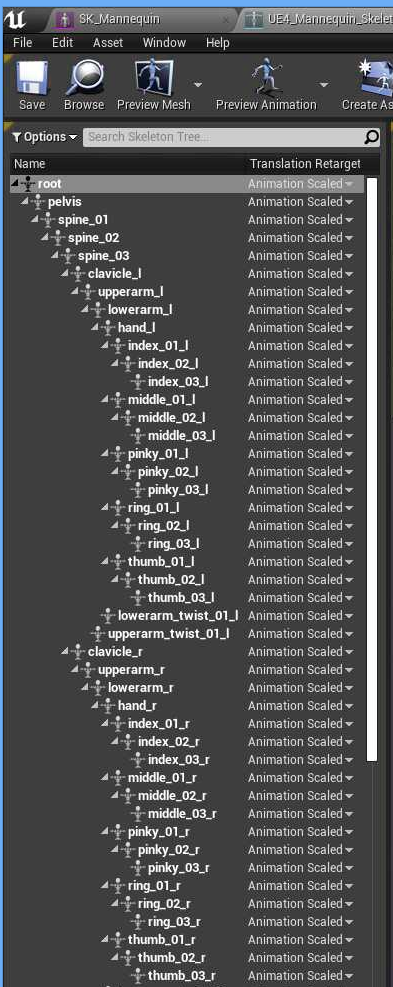 SK_Mannequin
UE4_Mannequin_Skelet
File Edit Asset Window Help
Save Browse Preview Mesh Preview Animation Create As
Options Search Skeleton Tree...
Name Translation Retarget
root Animation Scaled
pelvis Animation Scaled
spine_01 Animation Scaled
spine_02 Animation Scaled
spine_03 Animation Scaled
clavicle_l Animation Scaled
upperarm_l Animation Scaled
lowerarm_l Animation Scaled
hand_l Animation Scaled
index_01_l Animation Scaled
index_02_l Animation Scaled
index_03_l Animation Scaled
middle_01_l Animation Scaled
middle_02_l Animation Scaled
middle_03_l Animation Scaled
pinky_01_l Animation Scaled
pinky_02_l Animation Scaled
pinky_03_l Animation Scaled
ring_01_l Animation Scaled
ring_02_l Animation Scaled
ring_03_l Animation Scaled
thumb_01_l Animation Scaled
thumb_02_l Animation Scaled
thumb_03_l Animation Scaled
lowerarm_twist_01_l Animation Scaled
upperarm_twist_01_l Animation Scaled
clavicle_r Animation Scaled
upperarm_r Animation Scaled
lowerarm_r Animation Scaled
hand_r Animation Scaled
index_01_r Animation Scaled
index_02_r Animation Scaled
index_03_r Animation Scaled
middle_01_r Animation Scaled
middle_02_r Animation Scaled
middle_03_r Animation Scaled
pinky_01_r Animation Scaled
pinky_02_r Animation Scaled
pinky_03_r Animation Scaled
ring_01_r Animation Scaled
ring_02_r Animation Scaled
ring_03_r Animation Scaled
thumb_01_r Animation Scaled
thumb_02_r Animation Scaled
thumb_03_r Animation Scaled